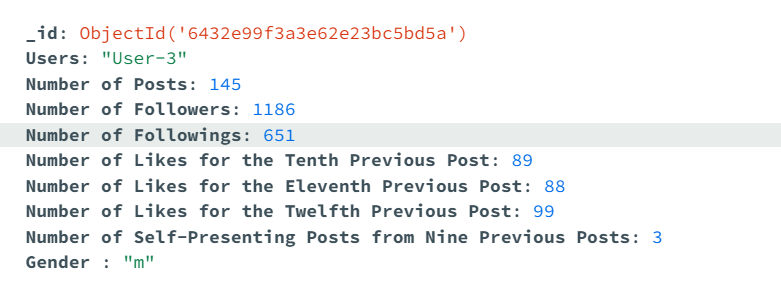 _id: ObjectId('6432e99f3a3e62e23bc5bd5a')
Users: "User-3"
Number of Posts: 145
Number of Followers: 1186
Number of Followings: 651
Number of Likes for the Tenth Previous Post: 89
Number of Likes for the Eleventh Previous Post: 88
Number of Likes for the Twelfth Previous Post: 99
Number of Self-Presenting Posts from Nine Previous Posts: 3
Gender : "m"